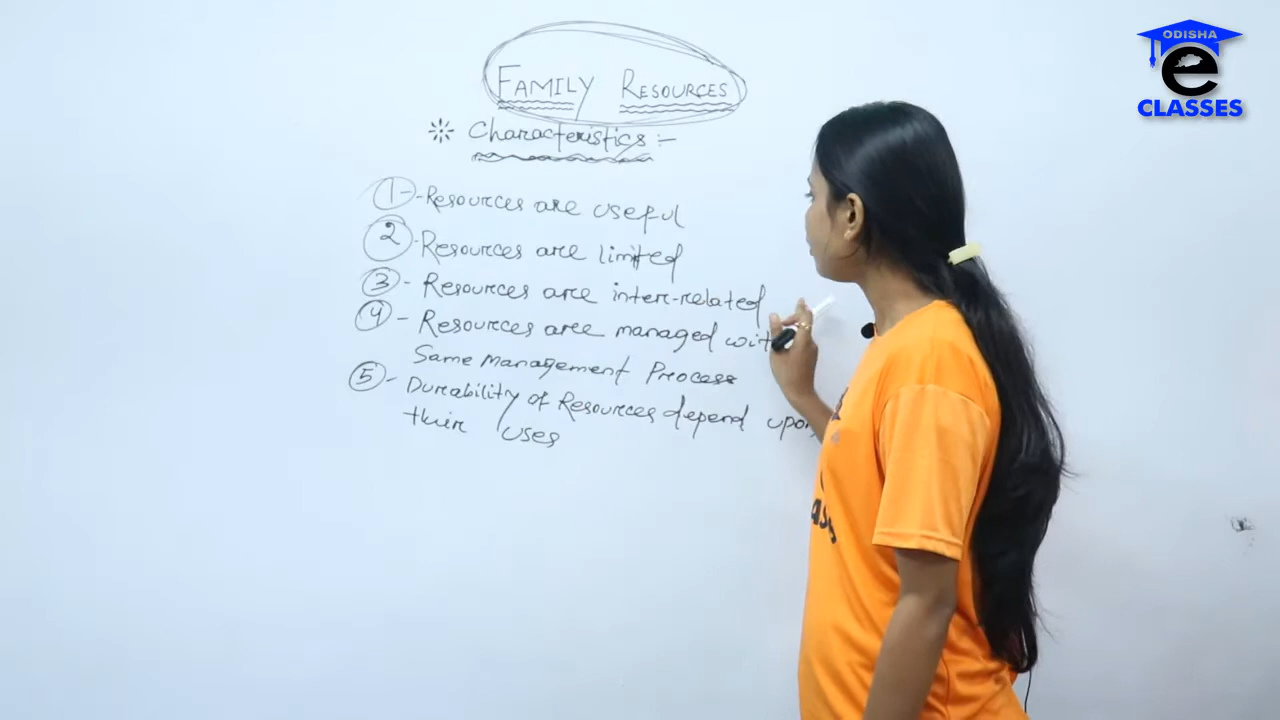 FAMILY RESOURCES
Characteristics :-
1 - Resources are useful
2 - Resources are limited
3 - Resources are inter-related
4 - Resources are managed wit
Same Management Process
5 - Durability of Resources depend upon
their uses
ODISHA
e
CLASSES